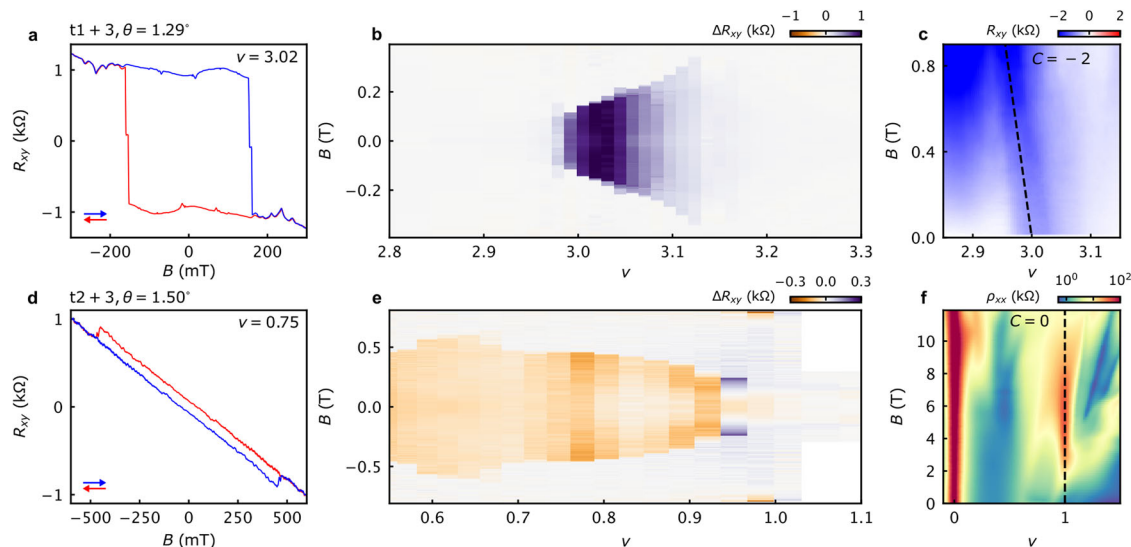 a t1 + 3, θ = 1.29°
v = 3.02
R_xy (kΩ)
1
0
−1
−200 0 200
B (mT)
b
−1 0 1
ΔR_xy (kΩ)
B (T)
0.2
0.0
−0.2
2.8 2.9 3.0 3.1 3.2 3.3
v
c
−2 0 2
R_xy (kΩ)
C = −2
B (T)
0.8
0.4
0.0
2.9 3.0 3.1
v
d t2 + 3, θ = 1.50°
v = 0.75
R_xy (kΩ)
1
0
−1
−500 −250 0 250 500
B (mT)
e
−0.3 0.0 0.3
ΔR_xy (kΩ)
B (T)
0.5
0.0
−0.5
0.6 0.7 0.8 0.9 1.0 1.1
v
f
10⁰ 10²
ρ_xx (kΩ)
C = 0
B (T)
10
8
6
4
2
0
0 1
v